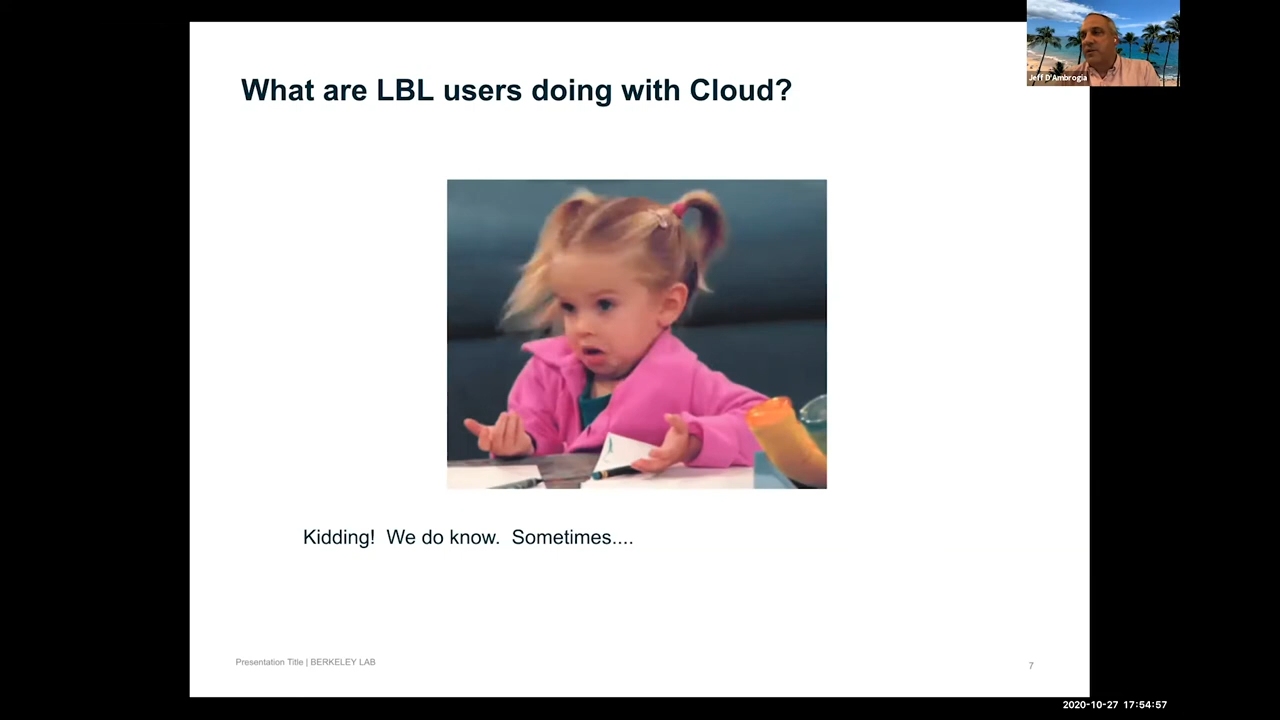 What are LBL users doing with Cloud?
Jeff D'Ambrogia
Kidding!  We do know.  Sometimes....
Presentation Title | BERKELEY LAB
7
2020-10-27 17:54:57